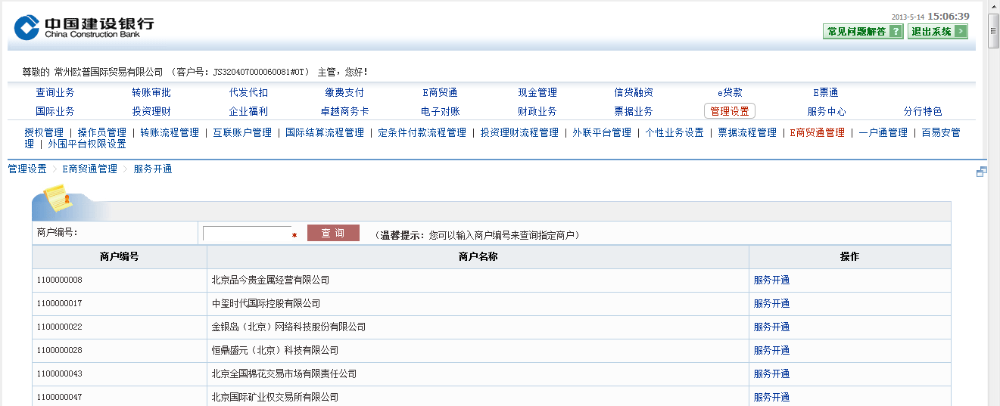 中国建设银行
China Construction Bank
2013-5-14 15:06:39
常见问题解答 ? 退出系统
尊敬的 常州欧普国际贸易有限公司 (客户号: JS320407000060081#0T) 主管,您好!
查询业务 转账审批 代发代扣 缴费支付 E商贸通 现金管理 信贷融资 e贷款 E票通
国际业务 投资理财 企业福利 卓越商务卡 电子对账 财政业务 票据业务 管理设置 服务中心 分行特色
授权管理 | 操作员管理 | 转账流程管理 | 互联账户管理 | 国际结算流程管理 | 定条件付款流程管理 | 投资理财流程管理 | 外联平台管理 | 个性业务设置 | 票据流程管理 | E商贸通管理 | 一户通管理 | 百易安管
理 | 外围平台权限设置
管理设置 > E商贸通管理 > 服务开通
商户编号: * 查 询 (温馨提示:您可以输入商户编号来查询指定商户)
商户编号 商户名称 操作
1100000008 北京品今贵金属经营有限公司 服务开通
1100000017 中玺时代国际控股有限公司 服务开通
1100000022 金银岛(北京)网络科技股份有限公司 服务开通
1100000028 恒鼎盛元(北京)科技有限公司 服务开通
1100000043 北京全国棉花交易市场有限责任公司 服务开通
1100000047 北京国际矿业权交易所有限公司 服务开通